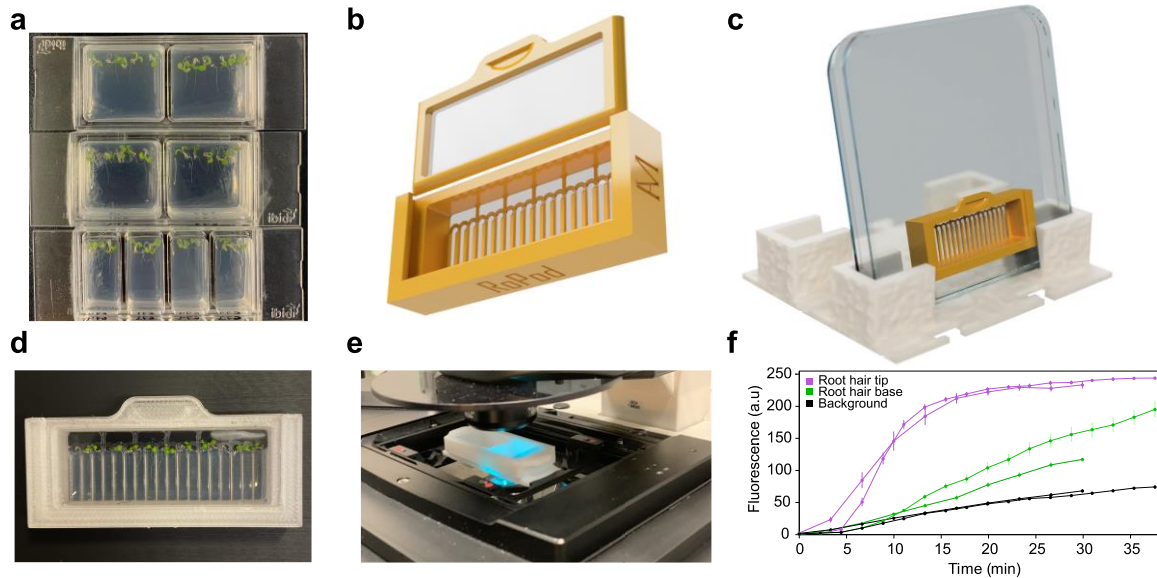 a
b
c
ibidi
ibidi
ibidi
RoPod
A4
d
e
f
Fluorescence (a.u)
250
200
150
100
50
0
Root hair tip
Root hair base
Background
0
5
10
15
20
25
30
35
Time (min)